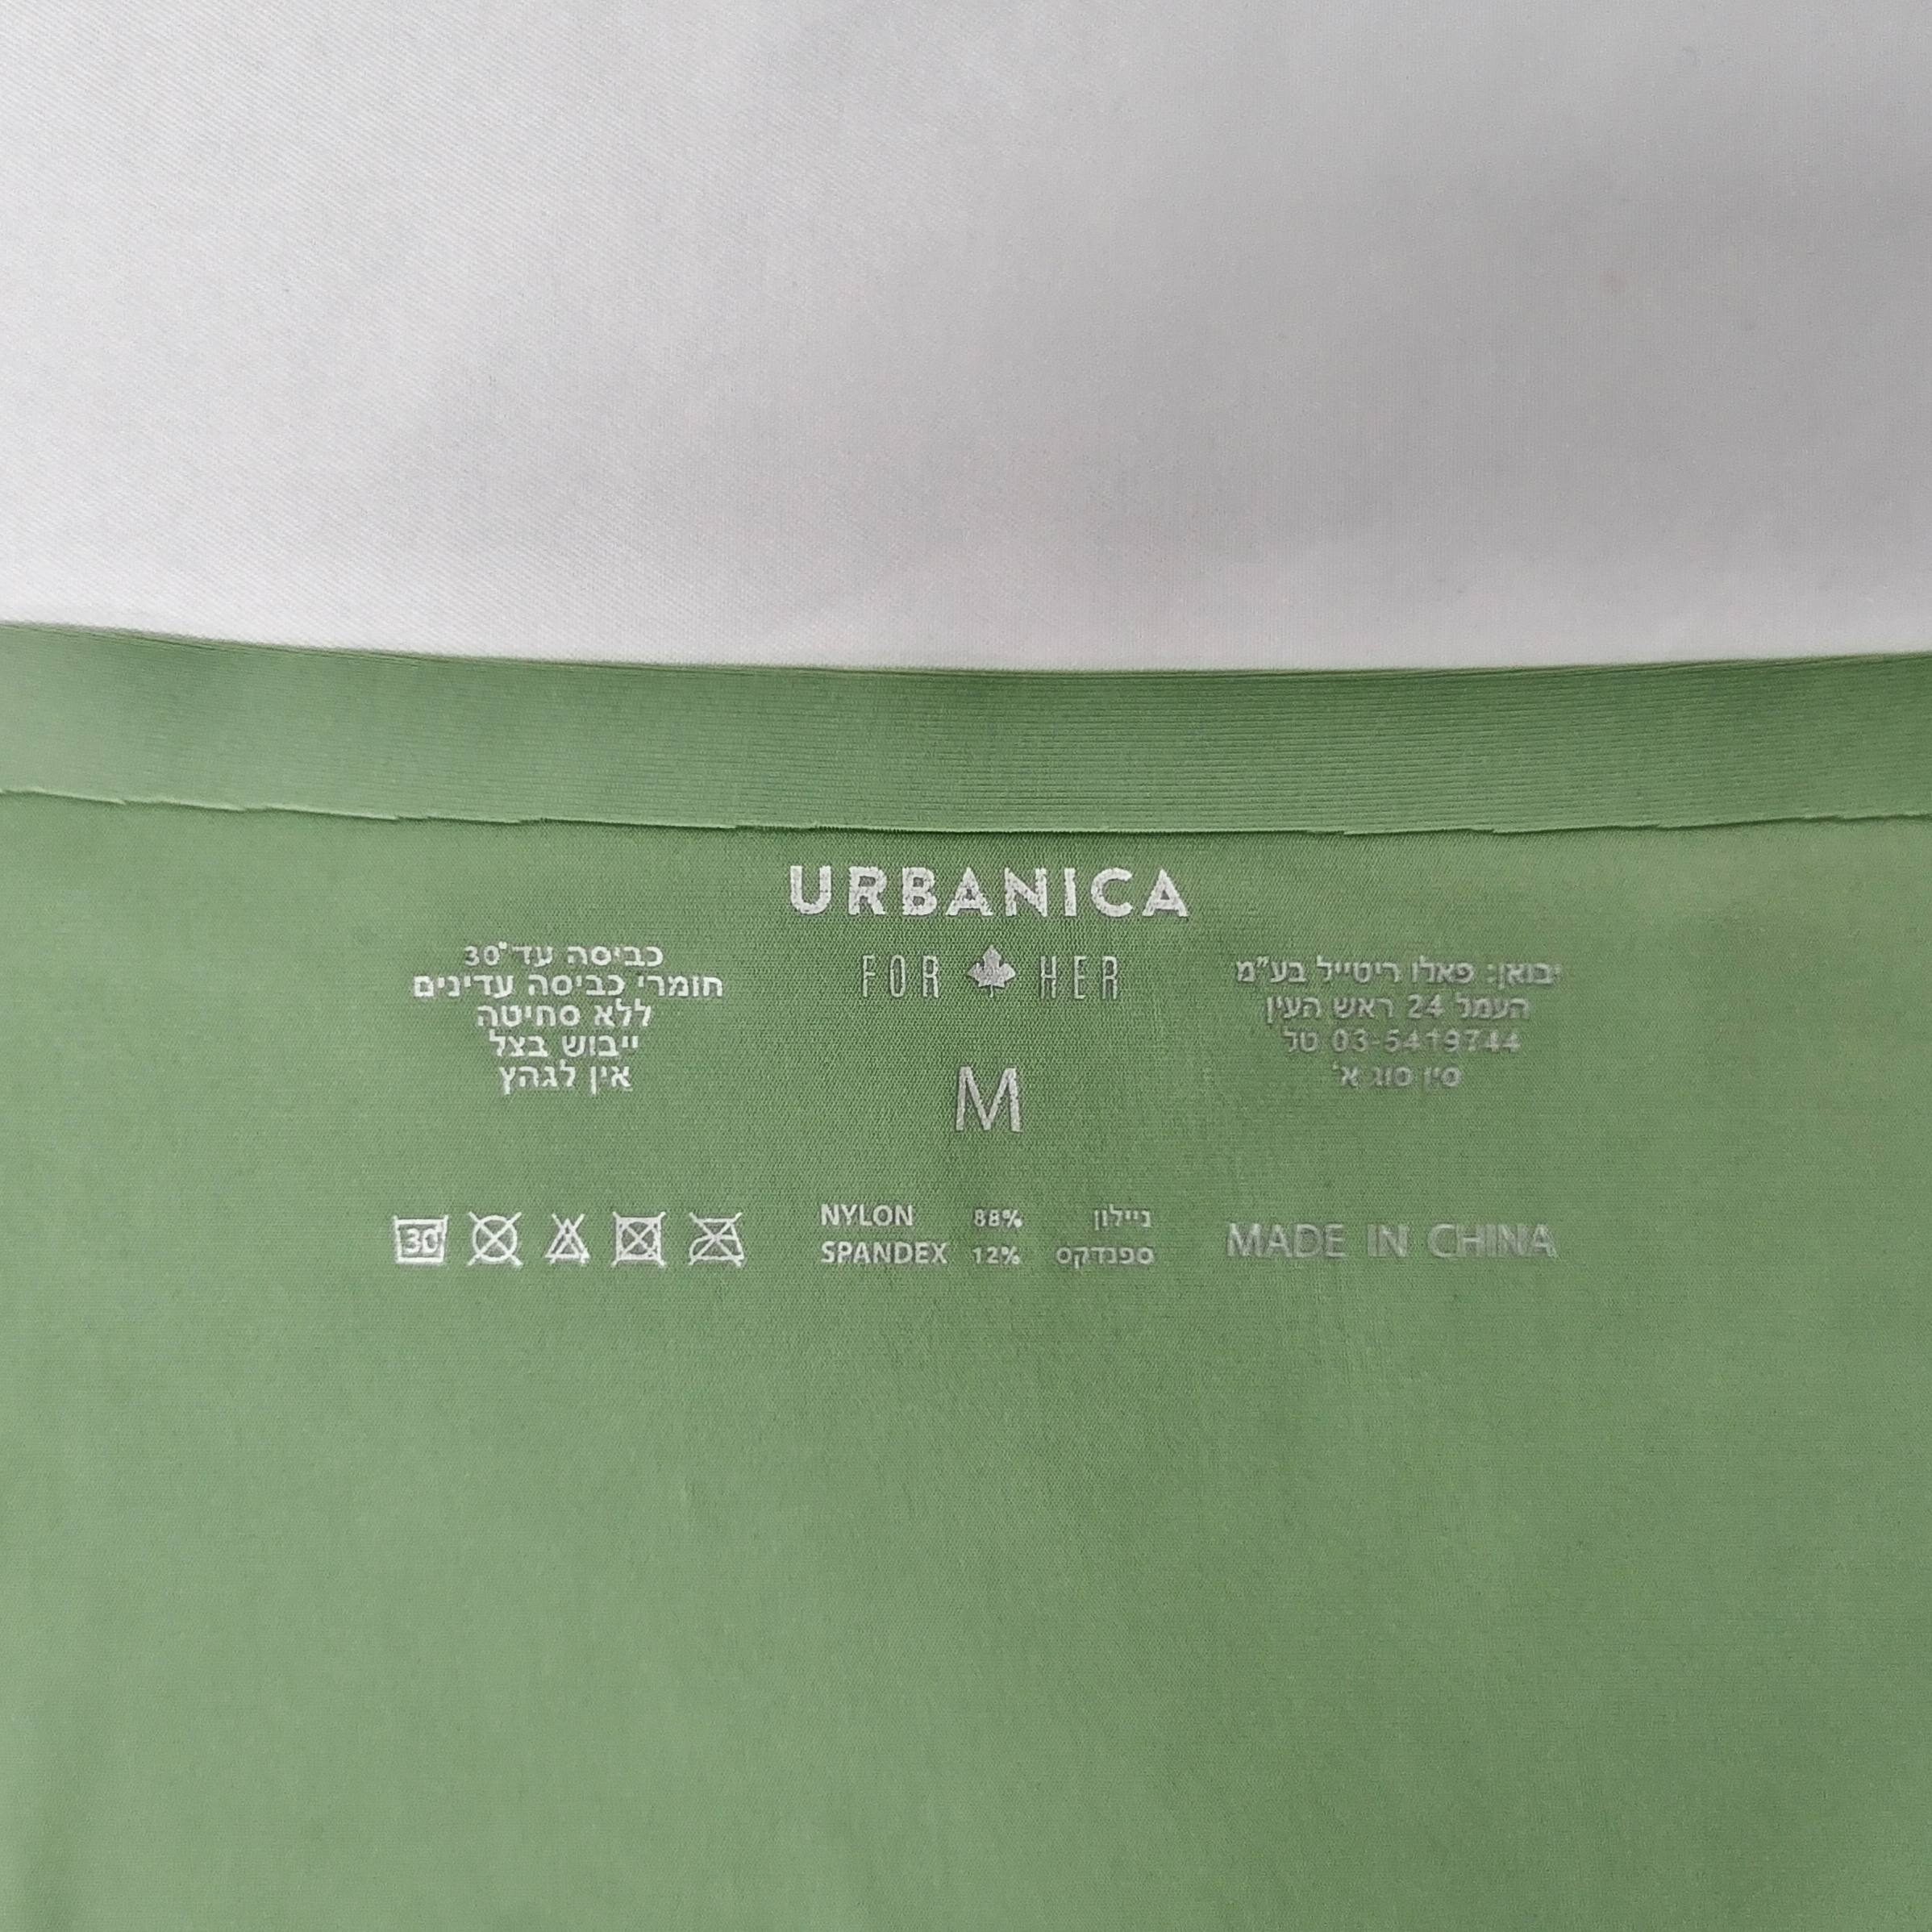 URBANICA
FOR HER
כביסה עד 30°
חומרי כביסה עדינים
ללא סחיטה
ייבוש בצל
אין לגהץ
M
יבואן: פאלו ריטייל בע"מ
העמל 24 ראש העין
טל 03-5419744
סין סוג א'
30
NYLON 88% ניילון
SPANDEX 12% ספנדקס
MADE IN CHINA